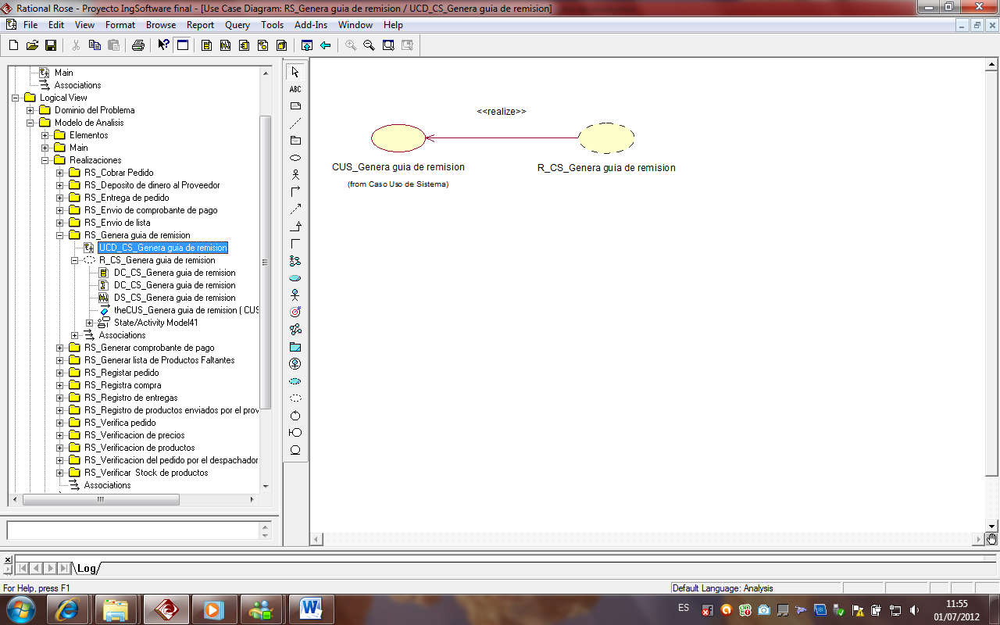 Rational Rose - Proyecto IngSoftware final - [Use Case Diagram: RS_Genera guia de remision / UCD_CS_Genera guia de remision]
File Edit View Format Browse Report Query Tools Add-Ins Window Help
Main
Associations
Logical View
Dominio del Problema
Modelo de Analisis
Elementos
Main
Realizaciones
RS_Cobrar Pedido
RS_Deposito de dinero al Proveedor
RS_Entrega de pedido
RS_Envio de comprobante de pago
RS_Envio de lista
RS_Genera guia de remision
UCD_CS_Genera guia de remision
R_CS_Genera guia de remision
DC_CS_Genera guia de remision
DC_CS_Genera guia de remision
DS_CS_Genera guia de remision
theCUS_Genera guia de remision ( CUS
State/Activity Model41
Associations
RS_Generar comprobante de pago
RS_Generar lista de Productos Faltantes
RS_Registar pedido
RS_Registra compra
RS_Registro de entregas
RS_Registro de productos enviados por el prov
RS_Verifica pedido
RS_Verificacion de precios
RS_Verificacion de productos
RS_Verificacion del pedido por el despachador
RS_Verificar Stock de productos
Associations
ABC
<<realize>>
CUS_Genera guia de remision
(from Caso Uso de Sistema)
R_CS_Genera guia de remision
Log
For Help, press F1
Default Language: Analysis
ES
11:55
01/07/2012